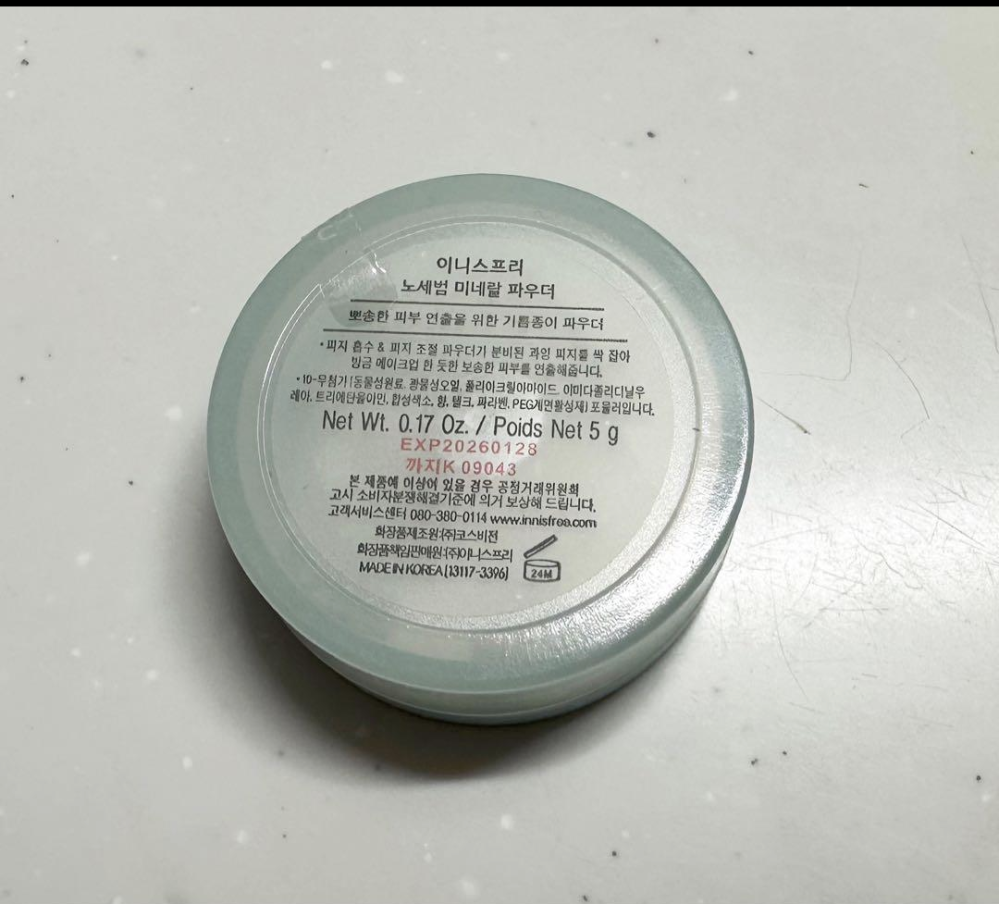 이니스프리
노세범 미네랄 파우더
뽀송한 피부 연출을 위한 기름종이 파우더
• 피지 흡수 & 피지 조절 파우더가 분비된 과잉 피지를 싹 잡아
방금 메이크업 한 듯한 보송한 피부를 연출해줍니다.
• 10-무첨가 [동물성원료, 광물성오일, 폴리아크릴아마이드, 이미다졸리디닐우
레아, 트리에탄올아민, 합성색소, 향, 탤크, 파라벤, PEG계면활성제] 포뮬러입니다.
Net Wt. 0.17 Oz. / Poids Net 5 g
EXP20260128
까지K 09043
본 제품에 이상이 있을 경우 공정거래위원회
고시 소비자분쟁해결기준에 의거 보상해 드립니다.
고객서비스센터 080-380-0114 www.innisfree.com
화장품제조원:(주)코스비전
화장품책임판매원:(주)이니스프리
MADE IN KOREA [13117-3396]
24M